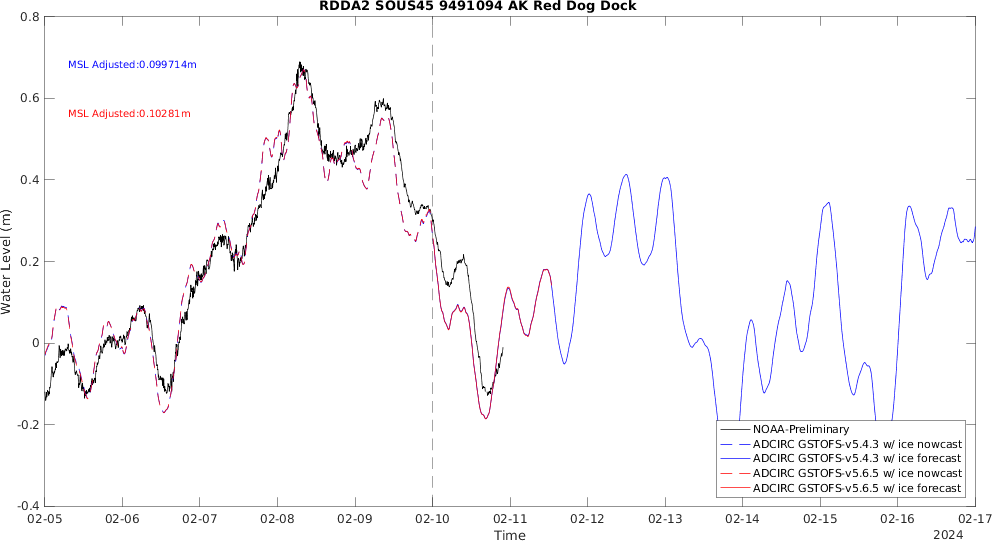 RDDA2 SOUS45 9491094 AK Red Dog Dock
0.8
MSL Adjusted:0.099714m
0.6
MSL Adjusted:0.10281m
0.4
0.2
0
-0.2
-0.4
Water Level (m)
NOAA-Preliminary
ADCIRC GSTOFS-v5.4.3 w/ ice nowcast
ADCIRC GSTOFS-v5.4.3 w/ ice forecast
ADCIRC GSTOFS-v5.6.5 w/ ice nowcast
ADCIRC GSTOFS-v5.6.5 w/ ice forecast
02-05 02-06 02-07 02-08 02-09 02-10 02-11 02-12 02-13 02-14 02-15 02-16 02-17
Time
2024